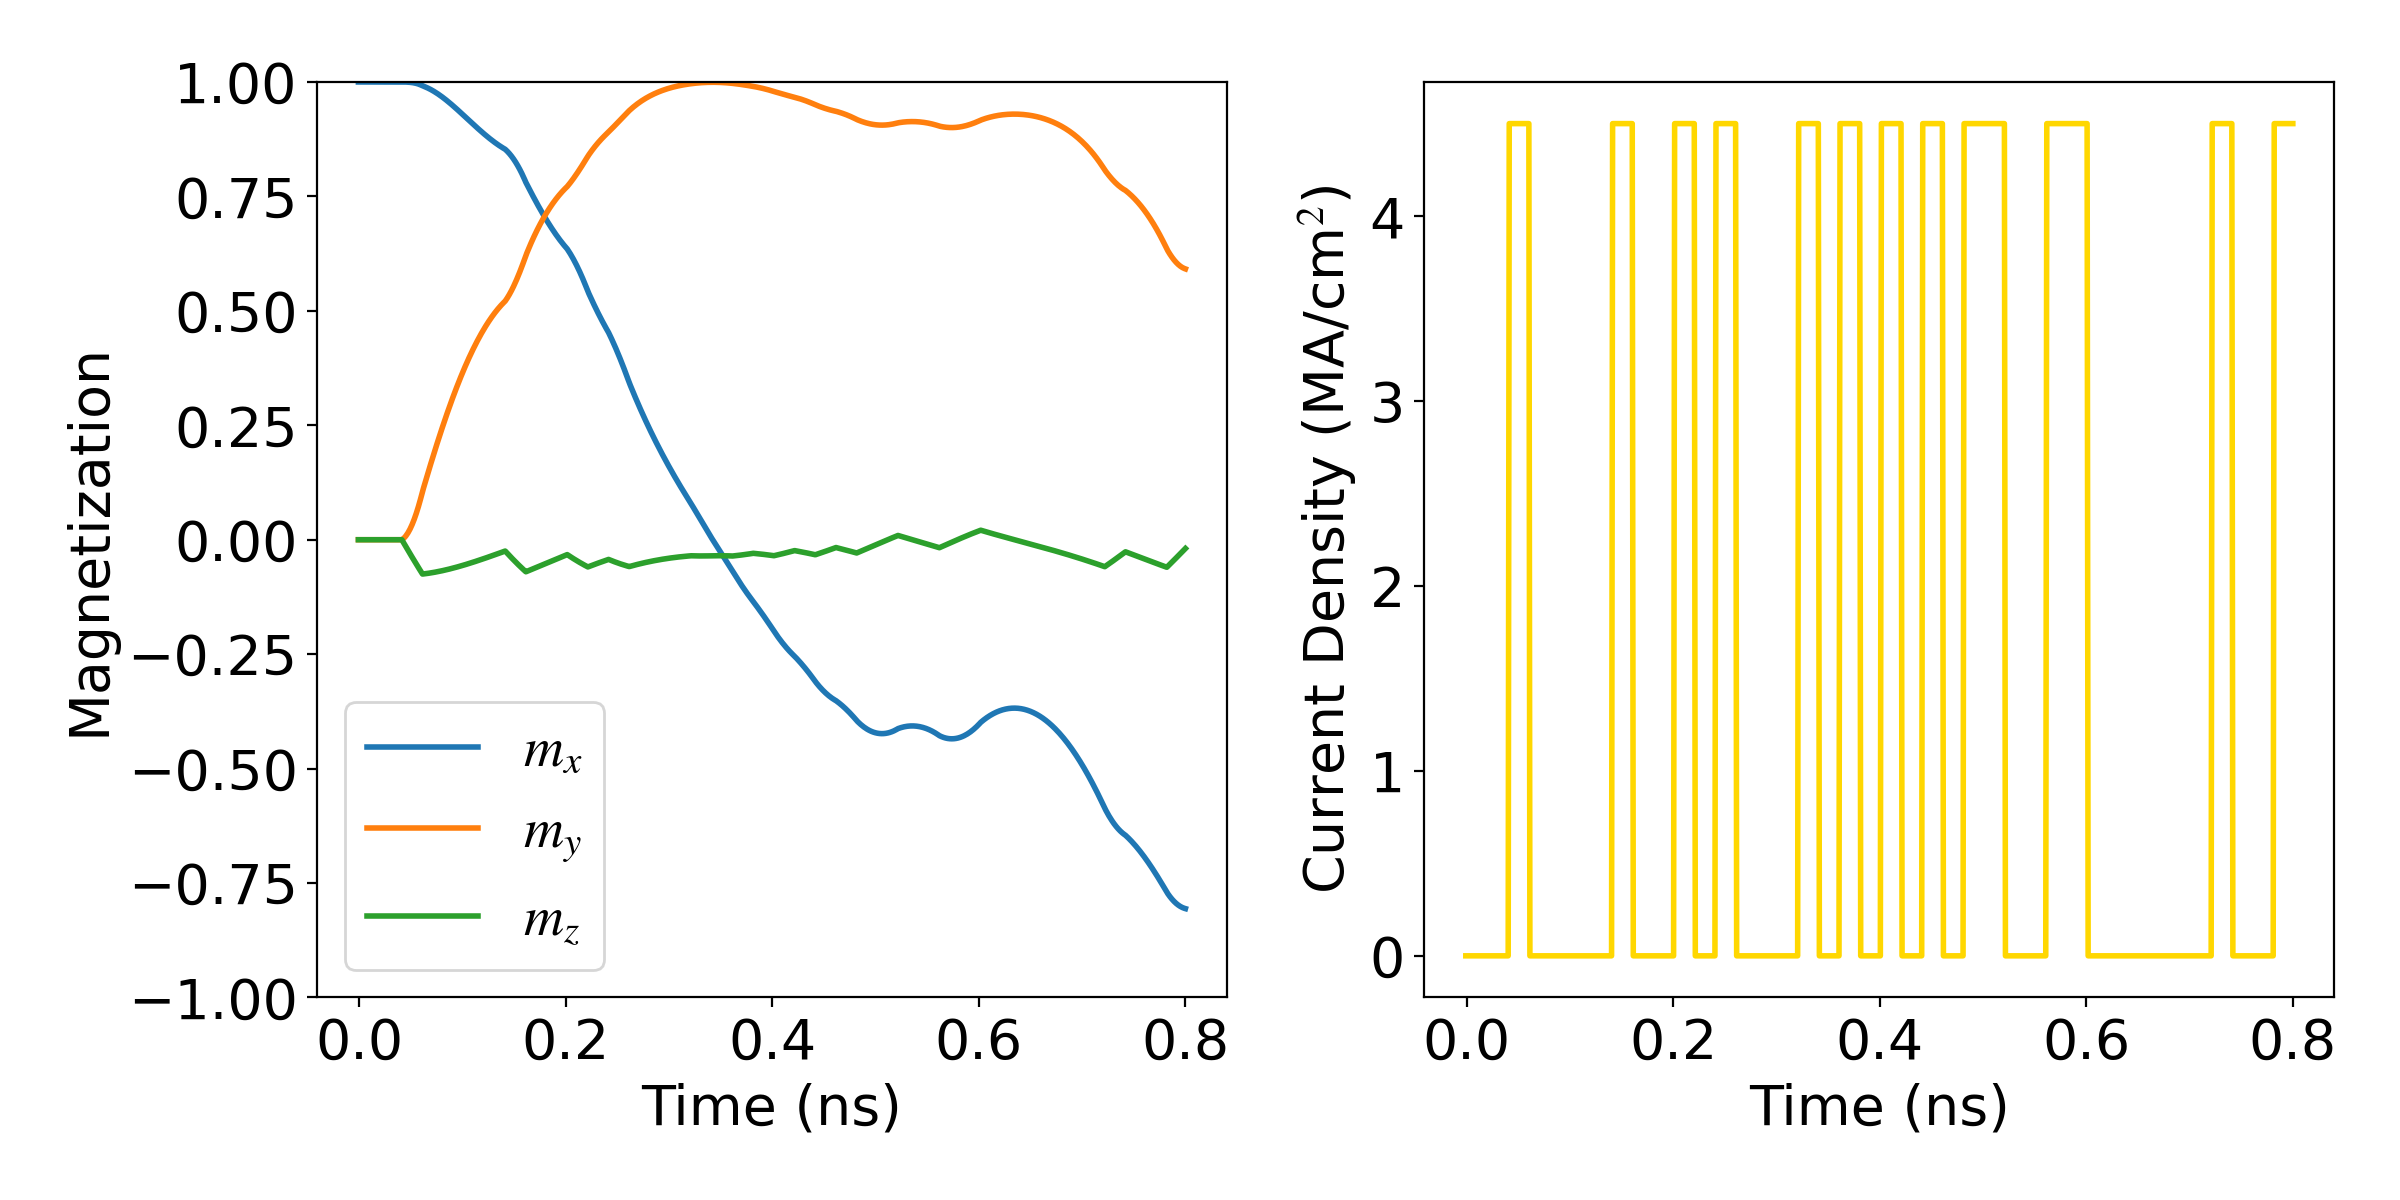 1.00
0.75
0.50
0.25
0.00
−0.25
−0.50
−0.75
−1.00
Magnetization
m_x
m_y
m_z
0.0 0.2 0.4 0.6 0.8
Time (ns)
4
3
2
1
0
Current Density (MA/cm²)
0.0 0.2 0.4 0.6 0.8
Time (ns)